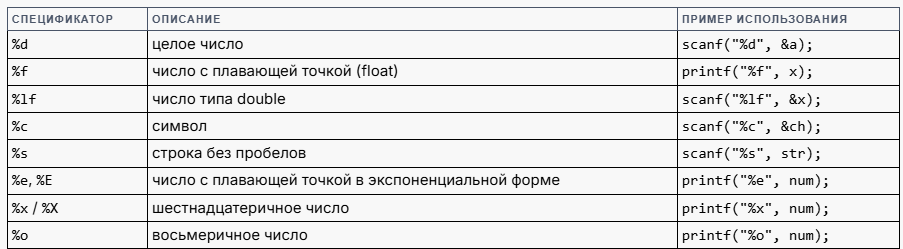 СПЕЦИФИКАТОР ОПИСАНИЕ ПРИМЕР ИСПОЛЬЗОВАНИЯ
%d целое число scanf("%d", &a);
%f число с плавающей точкой (float) printf("%f", x);
%lf число типа double scanf("%lf", &x);
%c символ scanf("%c", &ch);
%s строка без пробелов scanf("%s", str);
%e, %E число с плавающей точкой в экспоненциальной форме printf("%e", num);
%x / %X шестнадцатеричное число printf("%x", num);
%o восьмеричное число printf("%o", num);